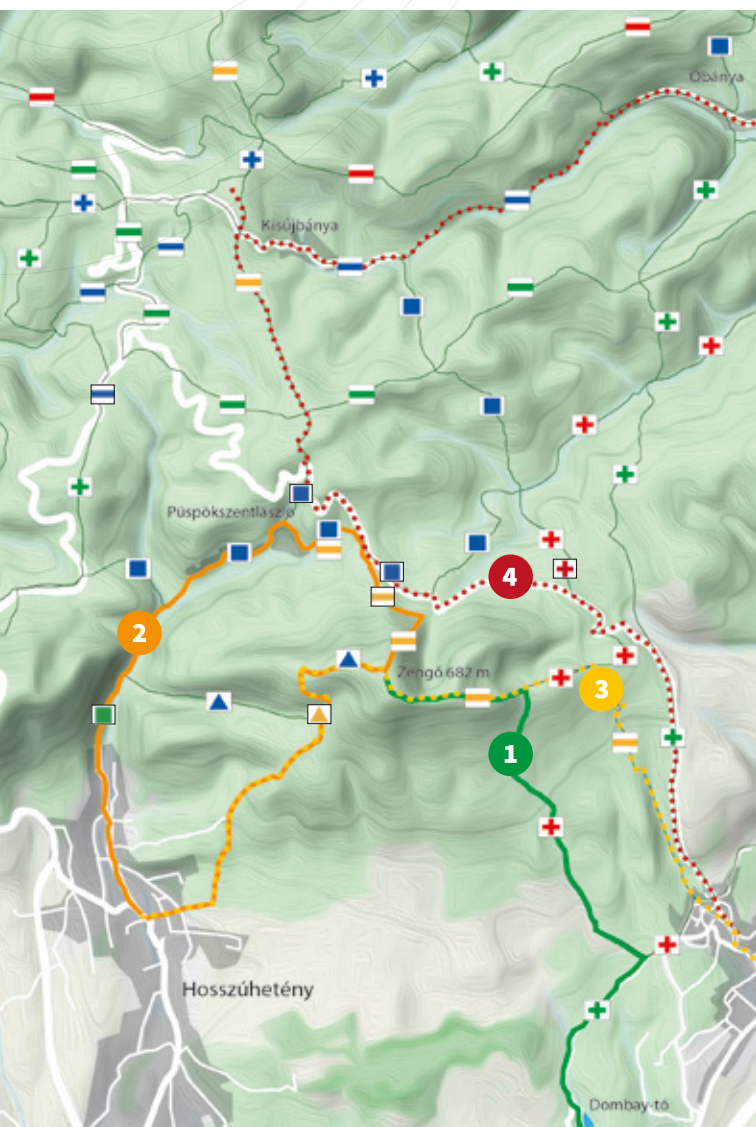 Óbánya
Kisújbánya
Püspökszentlászló
4
2
Zengő 682 m
3
1
Hosszúhetény
Dombay-tó